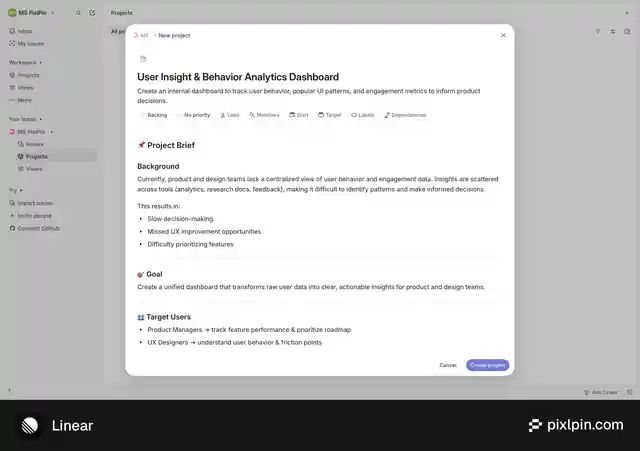 MS PixlPin
Projects
Inbox
My issues
All pr
Workspace
Projects
Views
More
Your teams
MS PixlPin
Issues
Projects
Views
Try
Import issues
Invite people
Connect GitHub
MS › New project
User Insight & Behavior Analytics Dashboard
Create an internal dashboard to track user behavior, popular UI patterns, and engagement metrics to inform product
decisions.
Backlog No priority Lead Members Start Target Labels Dependencies
📌 Project Brief
Background
Currently, product and design teams lack a centralized view of user behavior and engagement data. Insights are scattered
across tools (analytics, research docs, feedback), making it difficult to identify patterns and make informed decisions.
This results in:
• Slow decision-making
• Missed UX improvement opportunities
• Difficulty prioritizing features
🎯 Goal
Create a unified dashboard that transforms raw user data into clear, actionable insights for product and design teams.
👥 Target Users
• Product Managers → track feature performance & prioritize roadmap
• UX Designers → understand user behavior & friction points
Cancel Create project
Ask Linear
Linear
pixlpin.com